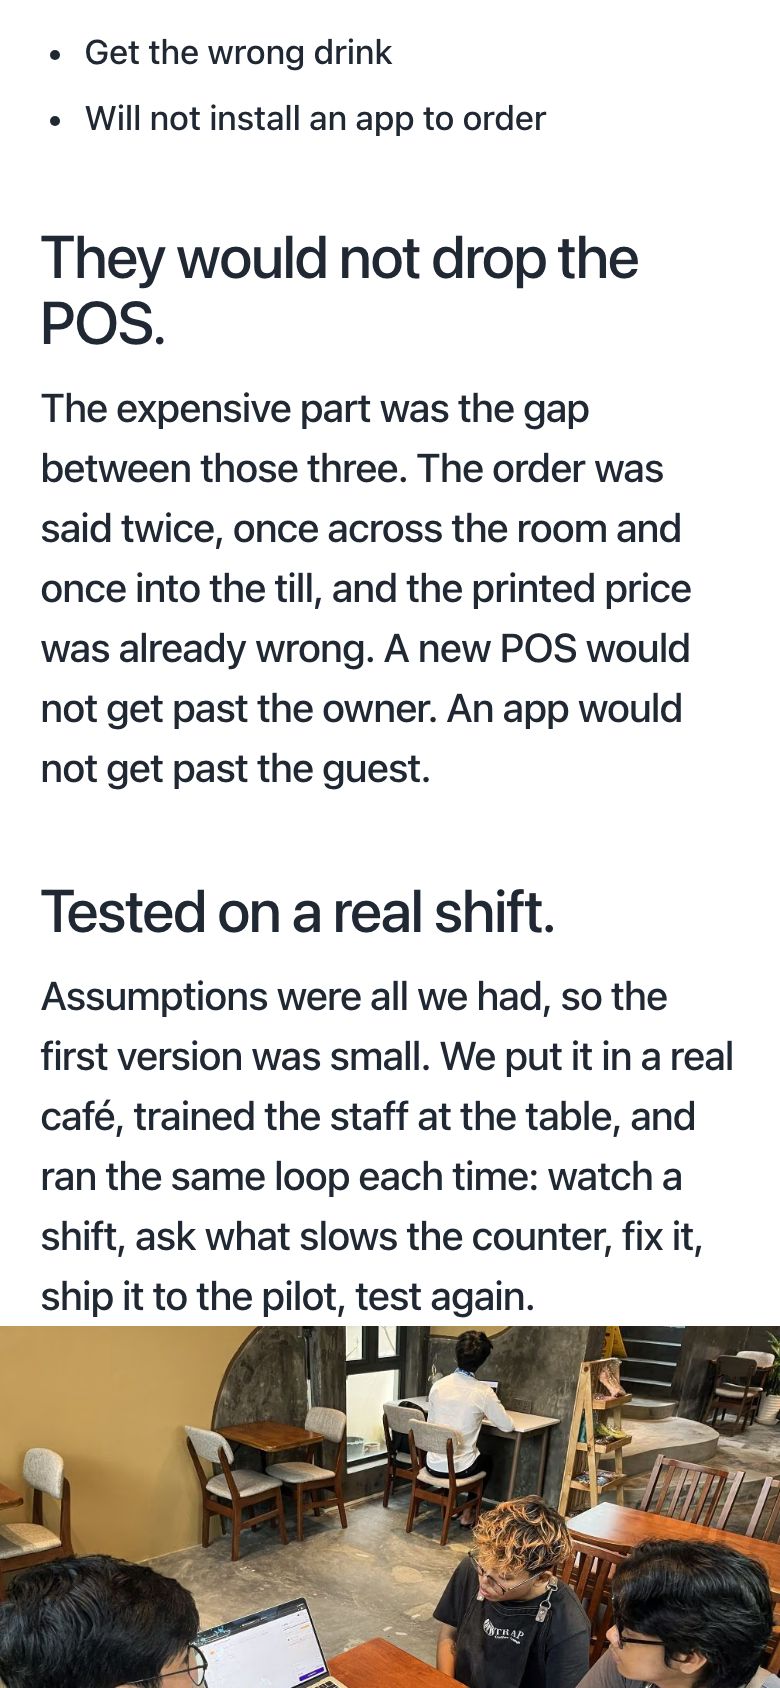 Get the wrong drink
Will not install an app to order
They would not drop the
POS.
The expensive part was the gap
between those three. The order was
said twice, once across the room and
once into the till, and the printed price
was already wrong. A new POS would
not get past the owner. An app would
not get past the guest.
Tested on a real shift.
Assumptions were all we had, so the
first version was small. We put it in a real
café, trained the staff at the table, and
ran the same loop each time: watch a
shift, ask what slows the counter, fix it,
ship it to the pilot, test again.